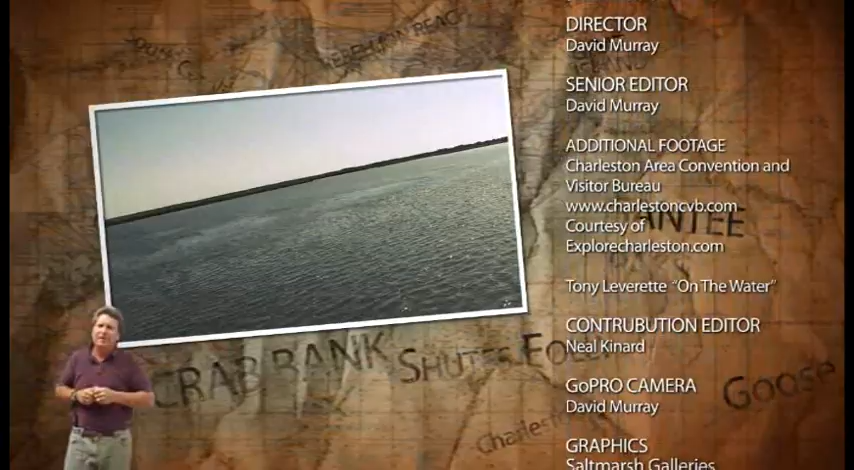 DIRECTOR
David Murray
SENIOR EDITOR
David Murray
ADDITIONAL FOOTAGE
Charleston Area Convention and
Visitor Bureau
www.charlestoncvb.com
Courtesy of
Explorecharleston.com
Tony Leverette “On The Water”
CONTRUBUTION EDITOR
Neal Kinard
GoPRO CAMERA
David Murray
GRAPHICS
Saltmarsh Galleries
CRAB BANK
SHUTES
Goose